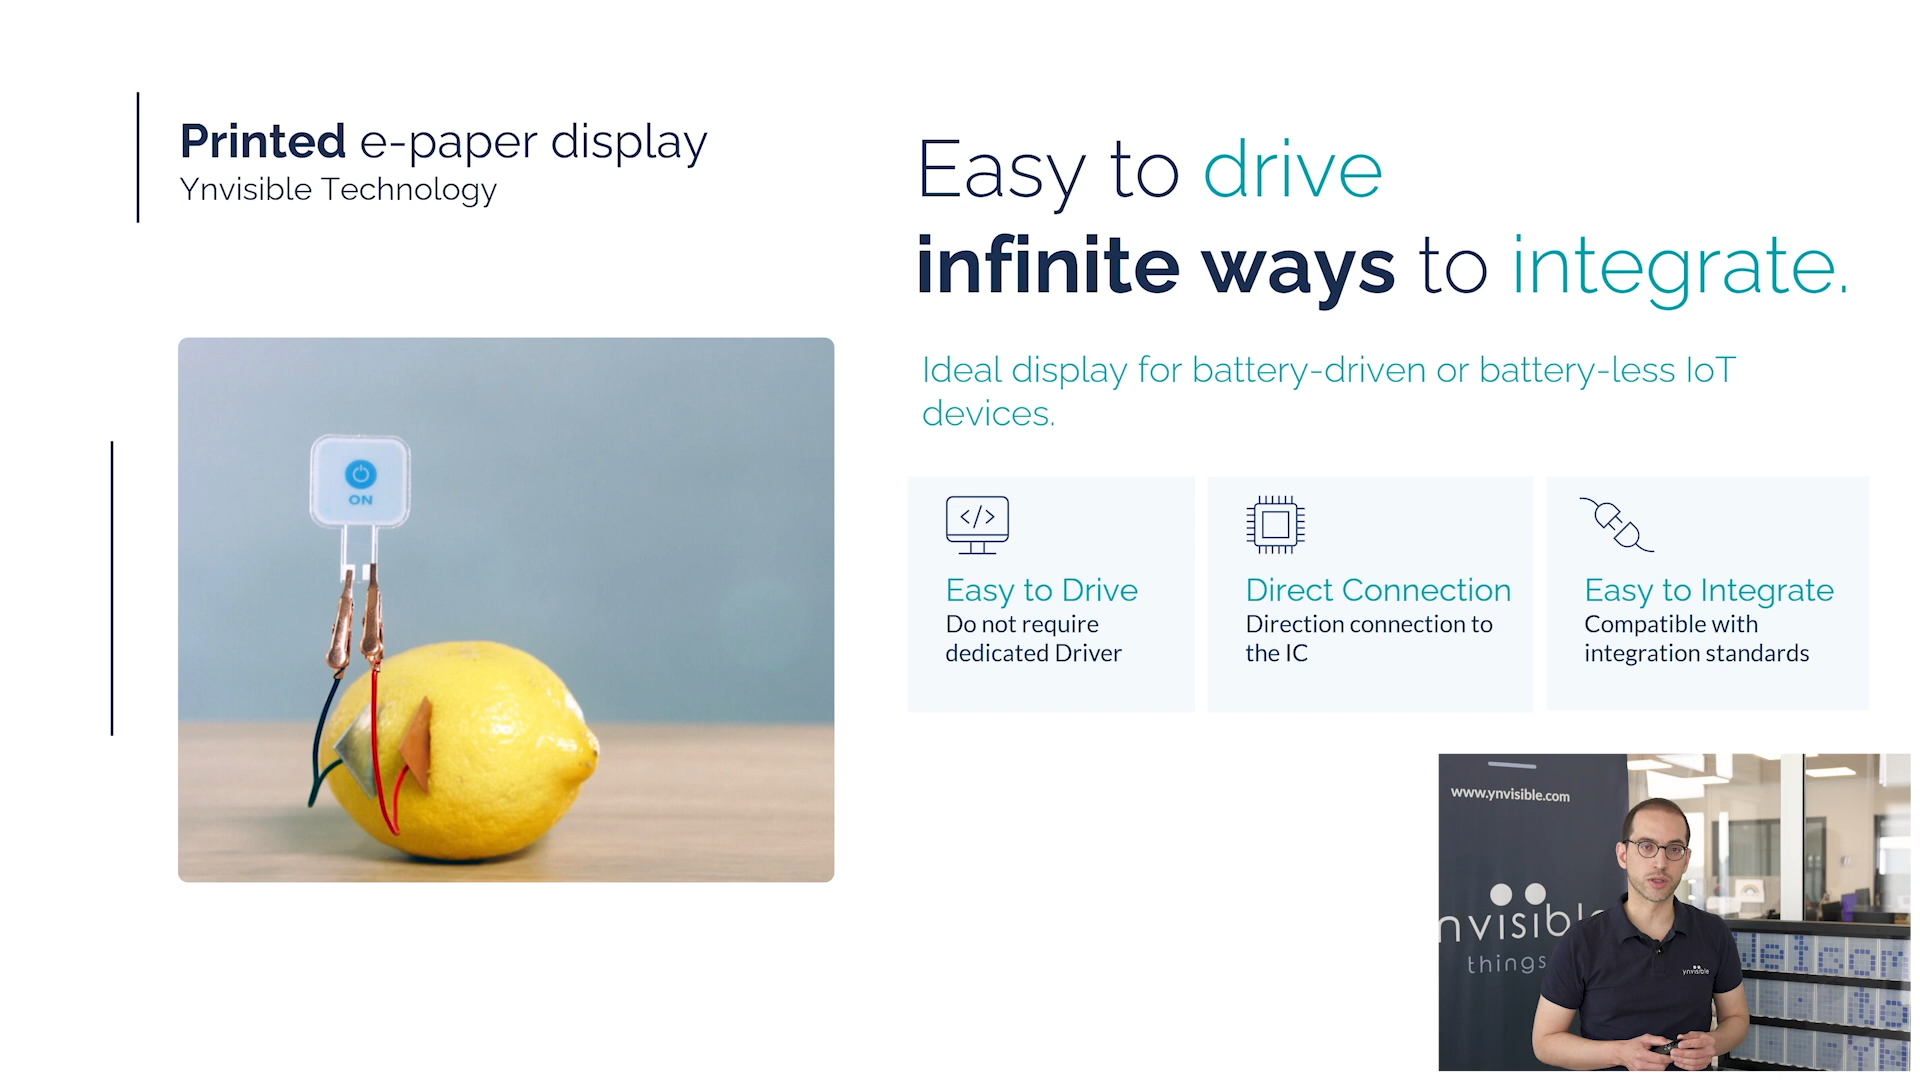 Printed e-paper display
Ynvisible Technology
Easy to drive
infinite ways to integrate.
Ideal display for battery-driven or battery-less IoT
devices.
ON
</>
Easy to Drive
Do not require
dedicated Driver
Direct Connection
Direction connection to
the IC
Easy to Integrate
Compatible with
integration standards
www.ynvisible.com
nvisible
things
ynvisible